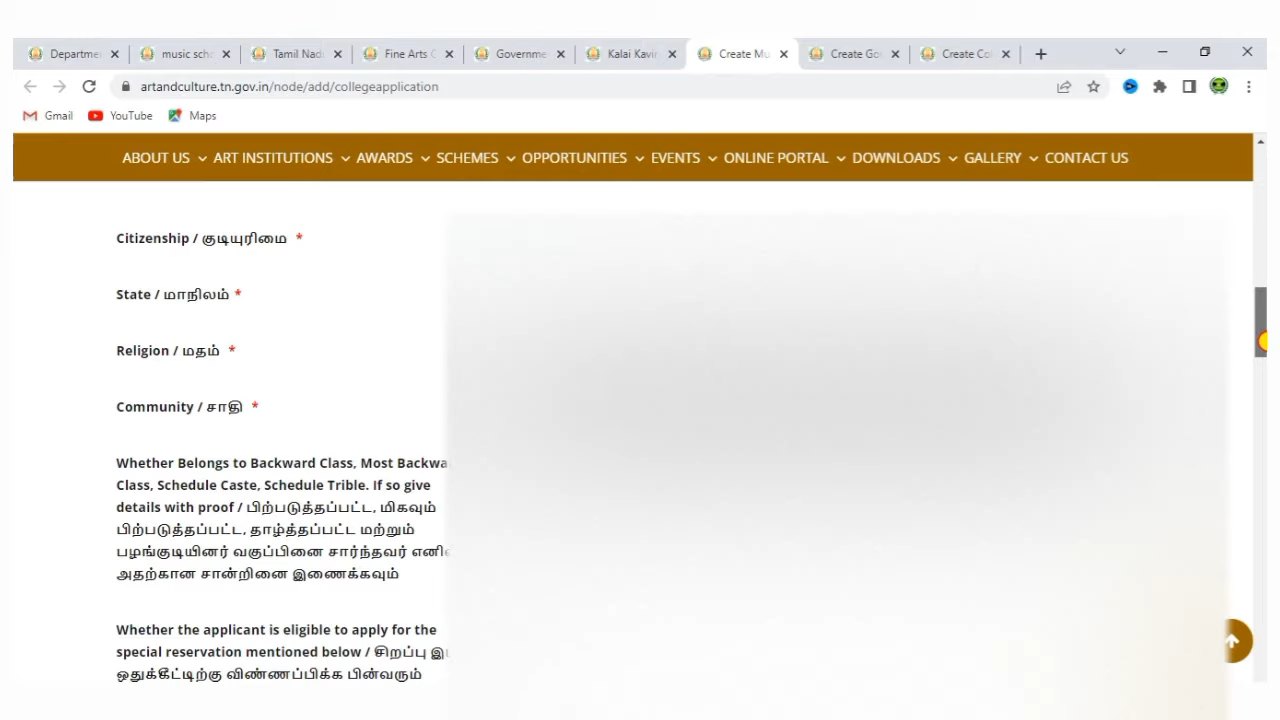 Departme music scho Tamil Nad Fine Arts C Governme Kalai Kavin Create Mu Create Go Create Co
artandculture.tn.gov.in/node/add/collegeapplication
Gmail YouTube Maps
ABOUT US ART INSTITUTIONS AWARDS SCHEMES OPPORTUNITIES EVENTS ONLINE PORTAL DOWNLOADS GALLERY CONTACT US
Citizenship / குடியுரிமை *
State / மாநிலம் *
Religion / மதம் *
Community / சாதி *
Whether Belongs to Backward Class, Most Backwa
Class, Schedule Caste, Schedule Trible. If so give
details with proof / பிற்படுத்தப்பட்ட, மிகவும்
பிற்படுத்தப்பட்ட, தாழ்த்தப்பட்ட மற்றும்
பழங்குடியினர் வகுப்பினை சார்ந்தவர் எனி
அதற்கான சான்றினை இணைக்கவும்
Whether the applicant is eligible to apply for the
special reservation mentioned below / சிறப்பு இ
ஒதுக்கீட்டிற்கு விண்ணப்பிக்க பின்வரும்